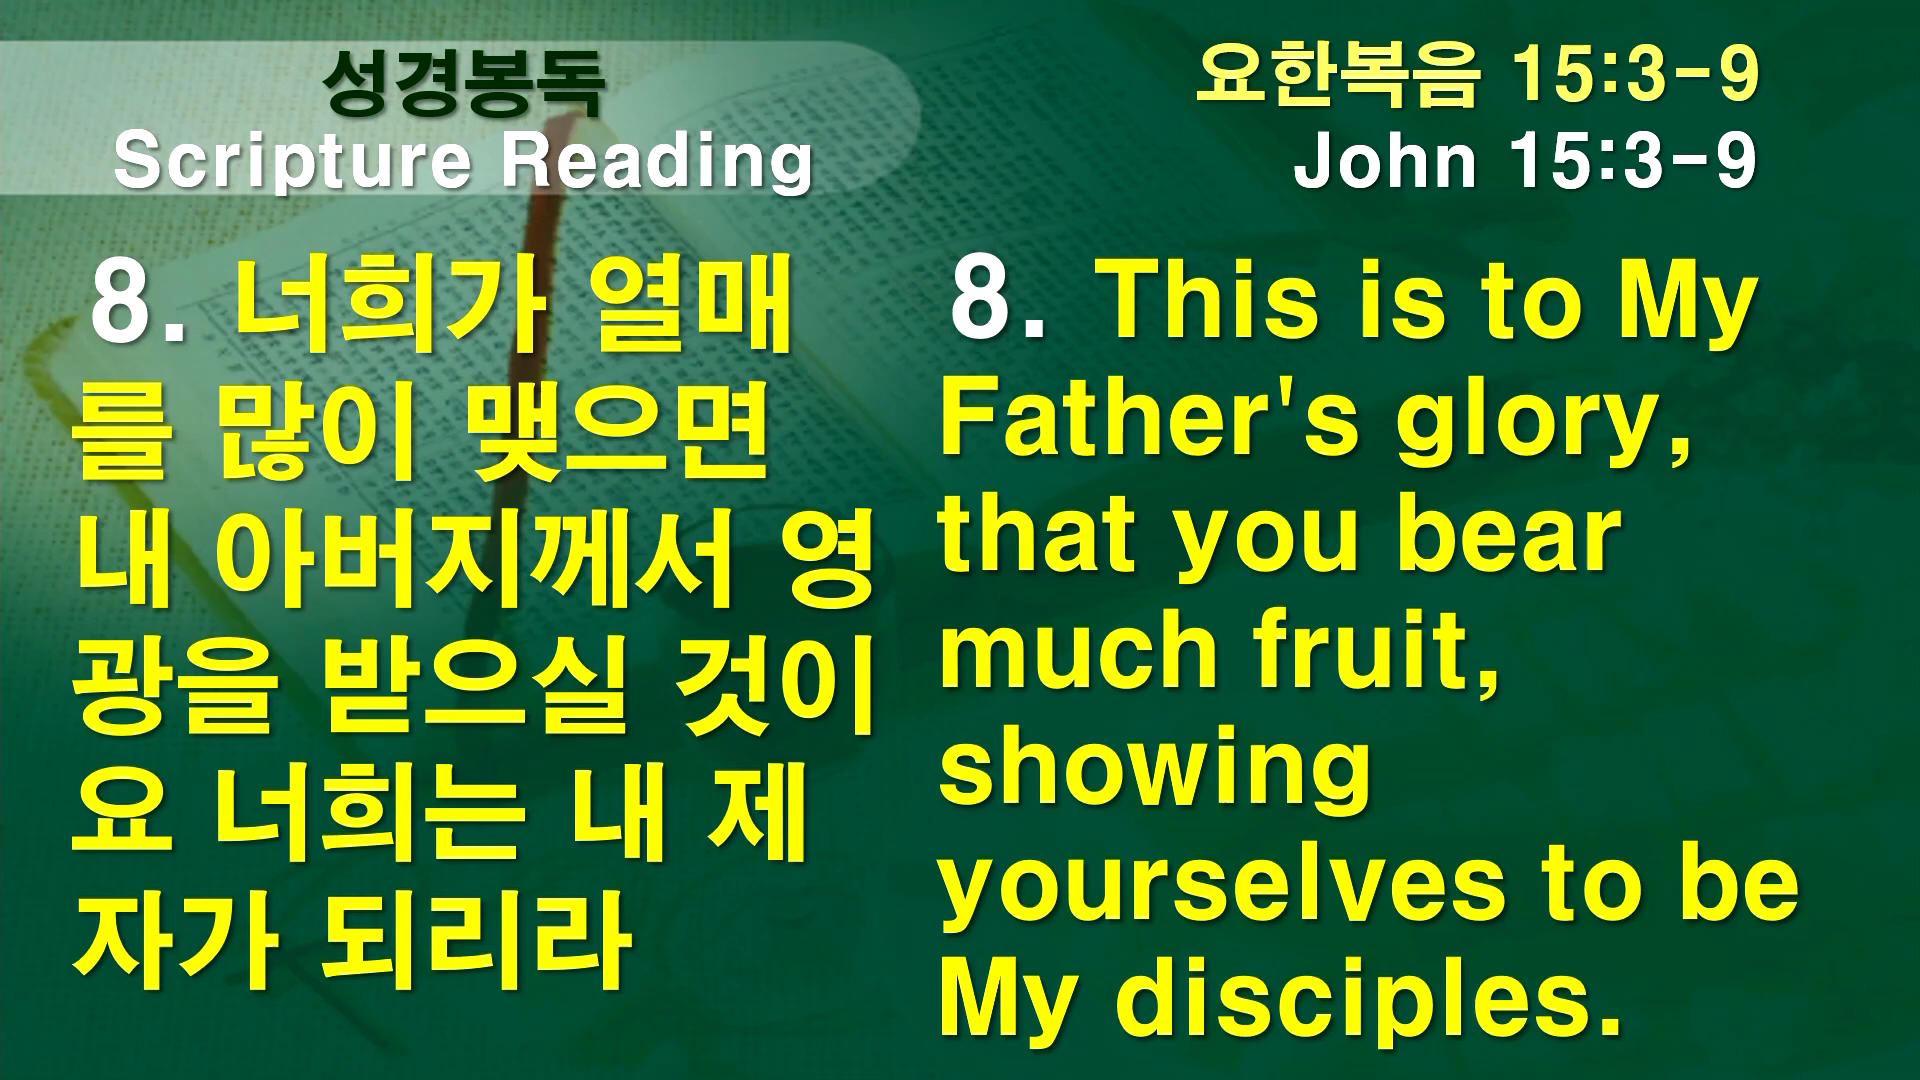 성경봉독
Scripture Reading
요한복음 15:3-9
John 15:3-9
8. 너희가 열매
를 많이 맺으면
내 아버지께서 영
광을 받으실 것이
요 너희는 내 제
자가 되리라
8. This is to My
Father's glory,
that you bear
much fruit,
showing
yourselves to be
My disciples.